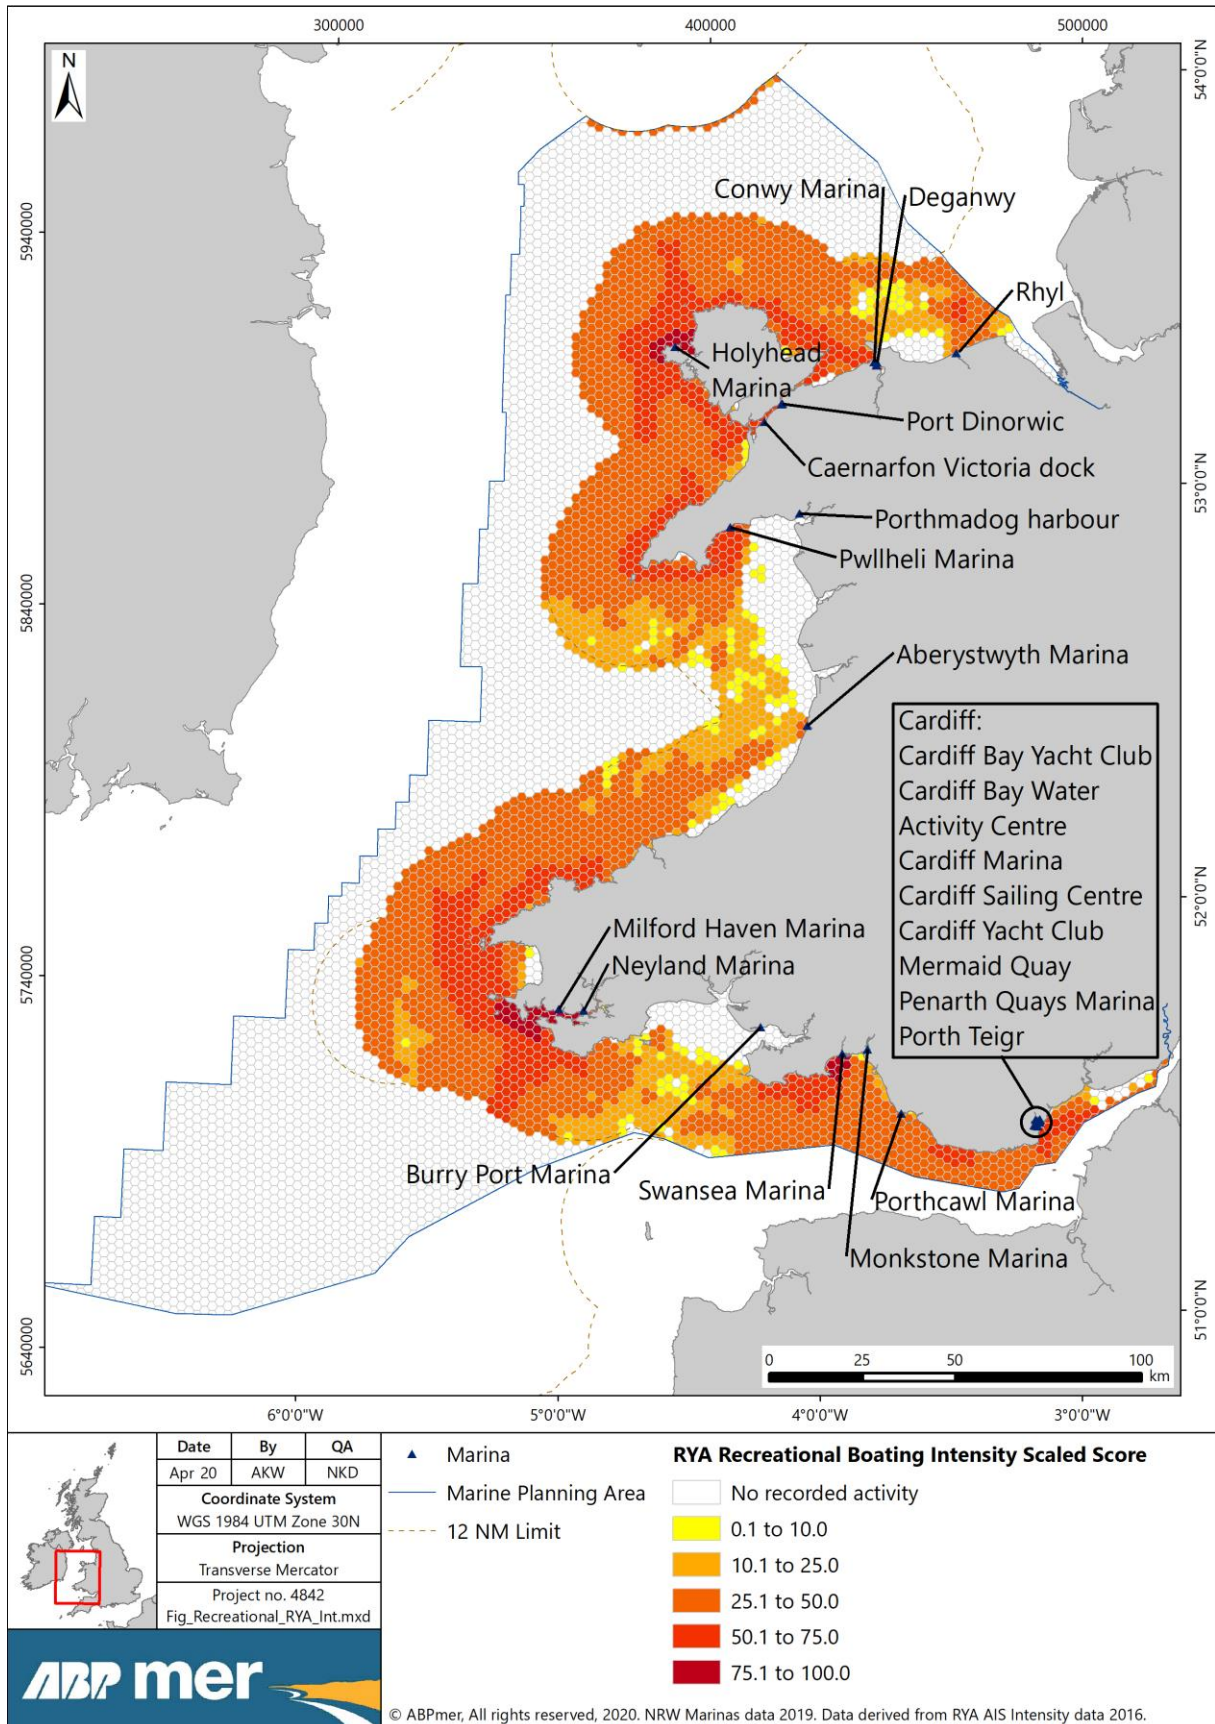 300000
400000
500000
N
54°0'0"N
5940000
Conwy Marina
Deganwy
Rhyl
Holyhead
Marina
Port Dinorwic
Caernarfon Victoria dock
53°0'0"N
Porthmadog harbour
Pwllheli Marina
5840000
Aberystwyth Marina
Cardiff:
Cardiff Bay Yacht Club
Cardiff Bay Water
Activity Centre
Cardiff Marina
Cardiff Sailing Centre
Cardiff Yacht Club
Mermaid Quay
Penarth Quays Marina
Porth Teigr
52°0'0"N
Milford Haven Marina
Neyland Marina
5740000
Burry Port Marina
Swansea Marina
Porthcawl Marina
Monkstone Marina
51°0'0"N
5640000
0 25 50 100
km
6°0'0"W
5°0'0"W
4°0'0"W
3°0'0"W
Date By QA
Apr 20 AKW NKD
Coordinate System
WGS 1984 UTM Zone 30N
Projection
Transverse Mercator
Project no. 4842
Fig_Recreational_RYA_Int.mxd
ABP mer
Marina
Marine Planning Area
12 NM Limit
RYA Recreational Boating Intensity Scaled Score
No recorded activity
0.1 to 10.0
10.1 to 25.0
25.1 to 50.0
50.1 to 75.0
75.1 to 100.0
© ABPmer, All rights reserved, 2020. NRW Marinas data 2019. Data derived from RYA AIS Intensity data 2016.